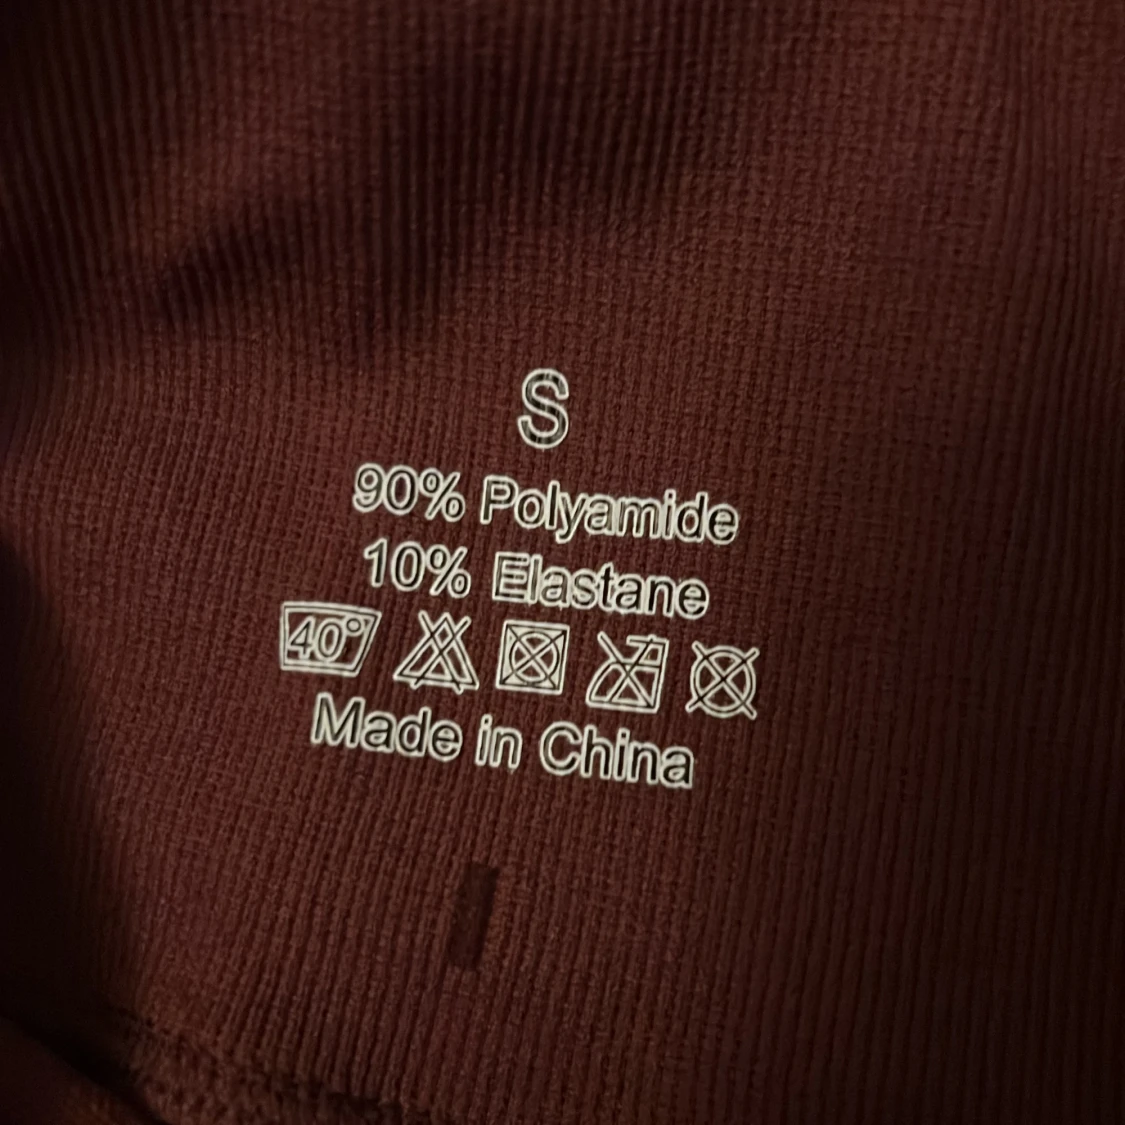 S
90% Polyamide
10% Elastane
40°
Made in China